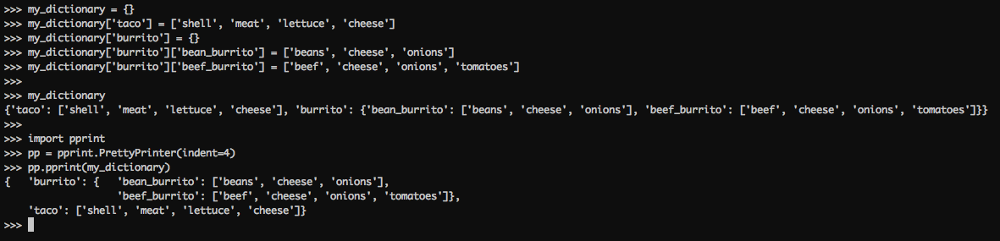 >>> my_dictionary = {}
>>> my_dictionary['taco'] = ['shell', 'meat', 'lettuce', 'cheese']
>>> my_dictionary['burrito'] = {}
>>> my_dictionary['burrito']['bean_burrito'] = ['beans', 'cheese', 'onions']
>>> my_dictionary['burrito']['beef_burrito'] = ['beef', 'cheese', 'onions', 'tomatoes']
>>>
>>> my_dictionary
{'taco': ['shell', 'meat', 'lettuce', 'cheese'], 'burrito': {'bean_burrito': ['beans', 'cheese', 'onions'], 'beef_burrito': ['beef', 'cheese', 'onions', 'tomatoes']}}
>>>
>>> import pprint
>>> pp = pprint.PrettyPrinter(indent=4)
>>> pp.pprint(my_dictionary)
{   'burrito': {   'bean_burrito': ['beans', 'cheese', 'onions'],
                   'beef_burrito': ['beef', 'cheese', 'onions', 'tomatoes']},
    'taco': ['shell', 'meat', 'lettuce', 'cheese']}
>>>